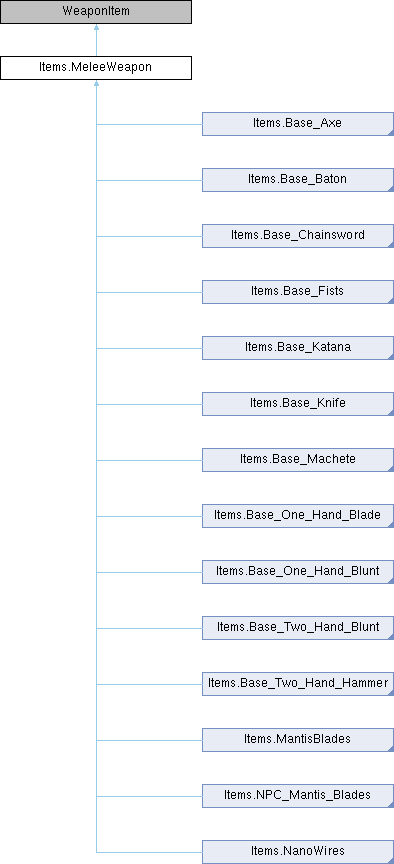 WeaponItem
Items.MeleeWeapon
Items.Base_Axe
Items.Base_Baton
Items.Base_Chainsword
Items.Base_Fists
Items.Base_Katana
Items.Base_Knife
Items.Base_Machete
Items.Base_One_Hand_Blade
Items.Base_One_Hand_Blunt
Items.Base_Two_Hand_Blunt
Items.Base_Two_Hand_Hammer
Items.MantisBlades
Items.NPC_Mantis_Blades
Items.NanoWires